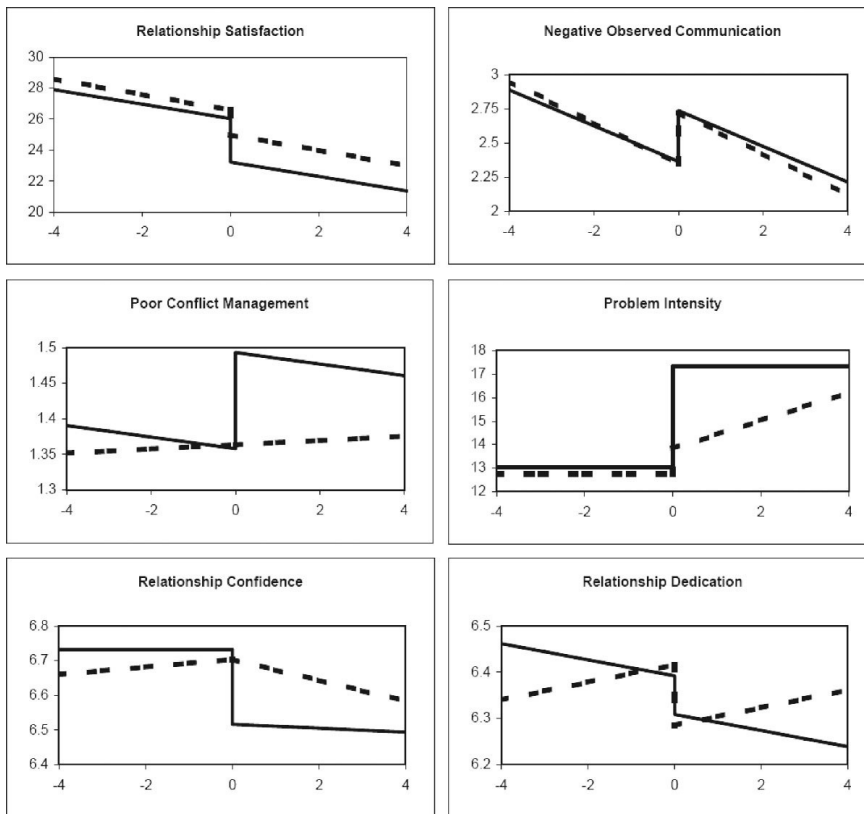 Relationship Satisfaction
30
28
26
24
22
20
-4 -2 0 2 4
Negative Observed Communication
3
2.75
2.5
2.25
2
-4 -2 0 2 4
Poor Conflict Management
1.5
1.45
1.4
1.35
1.3
-4 -2 0 2 4
Problem Intensity
18
17
16
15
14
13
12
-4 -2 0 2 4
Relationship Confidence
6.8
6.7
6.6
6.5
6.4
-4 -2 0 2 4
Relationship Dedication
6.5
6.4
6.3
6.2
-4 -2 0 2 4